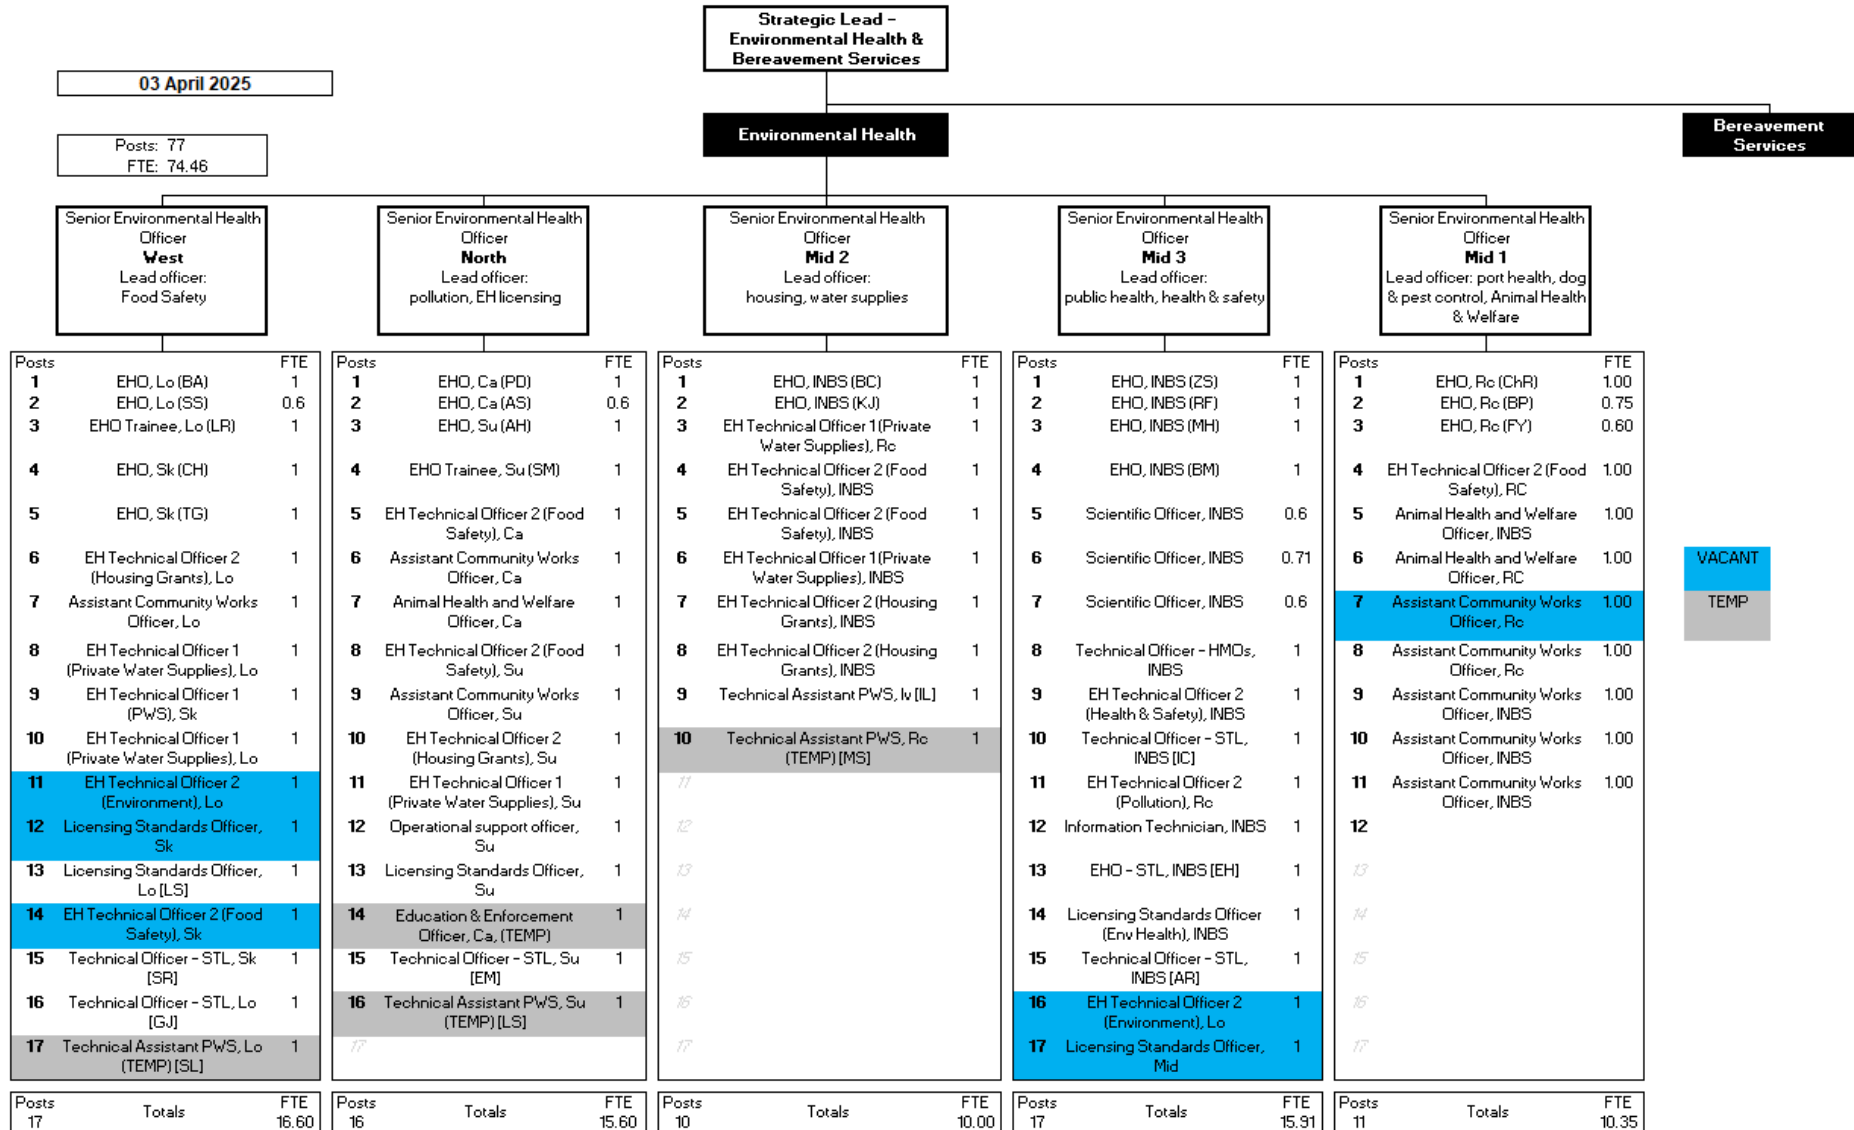 Strategic Lead –
Environmental Health &
Bereavement Services
03 April 2025
Posts: 77
FTE: 74.46
Environmental Health
Bereavement
Services
Senior Environmental Health
Officer
West
Lead officer:
Food Safety
Senior Environmental Health
Officer
North
Lead officer:
pollution, EH licensing
Senior Environmental Health
Officer
Mid 2
Lead officer:
housing, water supplies
Senior Environmental Health
Officer
Mid 3
Lead officer:
public health, health & safety
Senior Environmental Health
Officer
Mid 1
Lead officer: port health, dog
& pest control, Animal Health
& Welfare
Posts FTE
1 EHO, Lo (BA) 1
2 EHO, Lo (SS) 0.6
3 EHO Trainee, Lo (LR) 1
4 EHO, Sk (CH) 1
5 EHO, Sk (TG) 1
6 EH Technical Officer 2 1
(Housing Grants), Lo
7 Assistant Community Works 1
Officer, Lo
8 EH Technical Officer 1 1
(Private Water Supplies), Lo
9 EH Technical Officer 1 1
(PWS), Sk
10 EH Technical Officer 1 1
(Private Water Supplies), Lo
11 EH Technical Officer 2 1
(Environment), Lo
12 Licensing Standards Officer, 1
Sk
13 Licensing Standards Officer, 1
Lo [LS]
14 EH Technical Officer 2 (Food 1
Safety), Sk
15 Technical Officer - STL, Sk 1
[SR]
16 Technical Officer - STL, Lo 1
[GJ]
17 Technical Assistant PWS, Lo 1
(TEMP) [SL]
Posts Totals FTE
17 16.60
Posts FTE
1 EHO, Ca (PD) 1
2 EHO, Ca (AS) 0.6
3 EHO, Su (AH) 1
4 EHO Trainee, Su (SM) 1
5 EH Technical Officer 2 (Food 1
Safety), Ca
6 Assistant Community Works 1
Officer, Ca
7 Animal Health and Welfare 1
Officer, Ca
8 EH Technical Officer 2 (Food 1
Safety), Su
9 Assistant Community Works 1
Officer, Su
10 EH Technical Officer 2 1
(Housing Grants), Su
11 EH Technical Officer 1 1
(Private Water Supplies), Su
12 Operational support officer, 1
Su
13 Licensing Standards Officer, 1
Su
14 Education & Enforcement 1
Officer, Ca, (TEMP)
15 Technical Officer - STL, Su 1
[EM]
16 Technical Assistant PWS, Su 1
(TEMP) [LS]
17
Posts Totals FTE
16 15.60
Posts FTE
1 EHO, INBS (BC) 1
2 EHO, INBS (KJ) 1
3 EH Technical Officer 1 (Private 1
Water Supplies), Rc
4 EH Technical Officer 2 (Food 1
Safety), INBS
5 EH Technical Officer 2 (Food 1
Safety), INBS
6 EH Technical Officer 1 (Private 1
Water Supplies), INBS
7 EH Technical Officer 2 (Housing 1
Grants), INBS
8 EH Technical Officer 2 (Housing 1
Grants), INBS
9 Technical Assistant PWS, Iv [IL] 1
10 Technical Assistant PWS, Rc 1
(TEMP) [MS]
11
12
13
14
15
16
17
Posts Totals FTE
10 10.00
Posts FTE
1 EHO, INBS (ZS) 1
2 EHO, INBS (RF) 1
3 EHO, INBS (MH) 1
4 EHO, INBS (BM) 1
5 Scientific Officer, INBS 0.6
6 Scientific Officer, INBS 0.71
7 Scientific Officer, INBS 0.6
8 Technical Officer - HMOs, 1
INBS
9 EH Technical Officer 2 1
(Health & Safety), INBS
10 Technical Officer - STL, 1
INBS [IC]
11 EH Technical Officer 2 1
(Pollution), Rc
12 Information Technician, INBS 1
13 EHO - STL, INBS [EH] 1
14 Licensing Standards Officer 1
(Env Health), INBS
15 Technical Officer - STL, 1
INBS [AR]
16 EH Technical Officer 2 1
(Environment), Lo
17 Licensing Standards Officer, 1
Mid
Posts Totals FTE
17 15.91
Posts FTE
1 EHO, Rc (ChR) 1.00
2 EHO, Rc (BP) 0.75
3 EHO, Rc (FY) 0.60
4 EH Technical Officer 2 (Food 1.00
Safety), RC
5 Animal Health and Welfare 1.00
Officer, INBS
6 Animal Health and Welfare 1.00
Officer, RC
7 Assistant Community Works 1.00
Officer, Rc
8 Assistant Community Works 1.00
Officer, Rc
9 Assistant Community Works 1.00
Officer, INBS
10 Assistant Community Works 1.00
Officer, INBS
11 Assistant Community Works 1.00
Officer, INBS
12
13
14
15
16
17
Posts Totals FTE
11 10.35
VACANT
TEMP